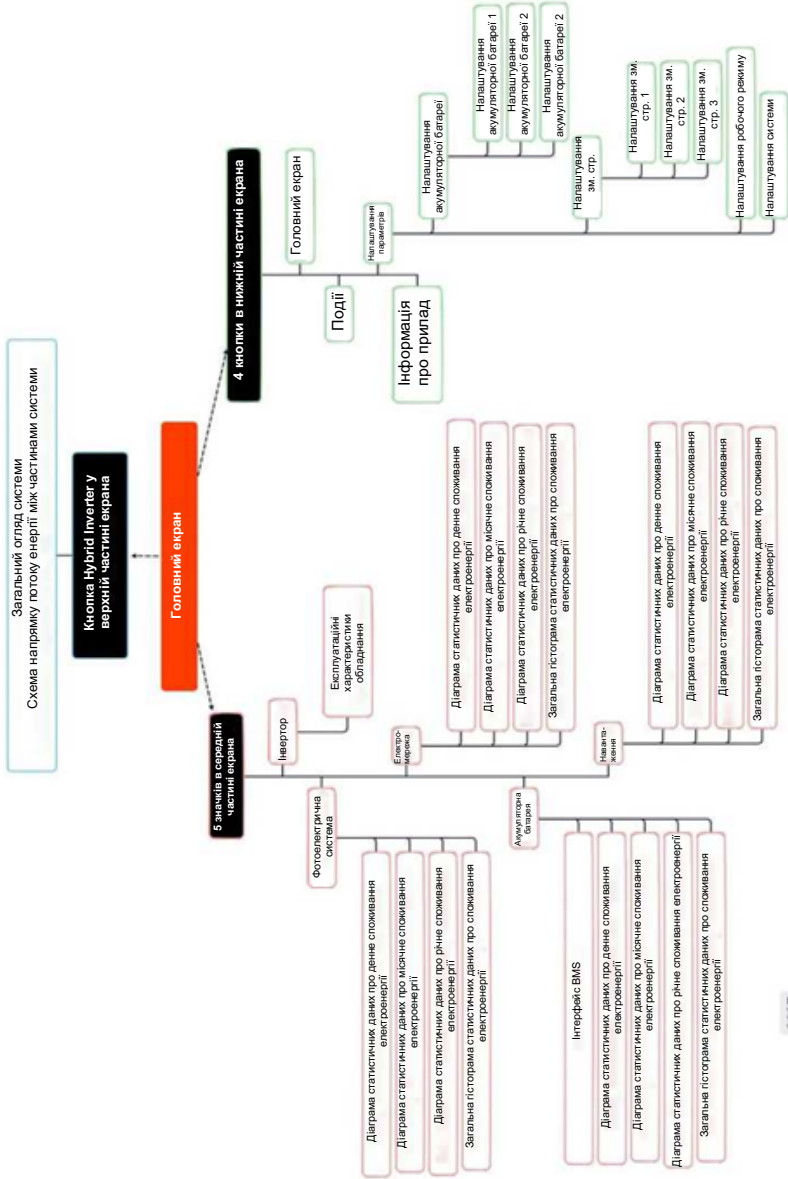 Загальний огляд системи
Схема напрямку потоку енергії між частинами системи
Кнопка Hybrid Inverter у
верхній частині екрана
Головний екран
5 значків в середній
частині екрана
Інвертор
Експлуатаційні
характеристики
обладнання
Фотоелектрична
система
Діаграма статистичних даних про денне споживання
електроенергії
Діаграма статистичних даних про місячне споживання
електроенергії
Діаграма статистичних даних про річне споживання
електроенергії
Загальна гістограма статистичних даних про споживання
електроенергії
Електро-
мережа
Діаграма статистичних даних про денне споживання
електроенергії
Діаграма статистичних даних про місячне споживання
електроенергії
Діаграма статистичних даних про річне споживання
електроенергії
Загальна гістограма статистичних даних про споживання
електроенергії
Акумуляторна
батарея
Інтерфейс BMS
Діаграма статистичних даних про денне споживання
електроенергії
Діаграма статистичних даних про місячне споживання
електроенергії
Діаграма статистичних даних про річне споживання електроенергії
Загальна гістограма статистичних даних про споживання
електроенергії
Наванта-
ження
Діаграма статистичних даних про денне споживання
електроенергії
Діаграма статистичних даних про місячне споживання
електроенергії
Діаграма статистичних даних про річне споживання
електроенергії
Загальна гістограма статистичних даних про споживання
електроенергії
4 кнопки в нижній частині екрана
Головний екран
Події
Налаштування
параметрів
Інформація
про прилад
Налаштування
акумуляторної батареї
Налаштування
акумуляторної батареї 1
Налаштування
акумуляторної батареї 2
Налаштування
акумуляторної батареї 2
Налаштування
зм. стр.
Налаштування зм.
стр. 1
Налаштування зм.
стр. 2
Налаштування зм.
стр. 3
Налаштування робочого режиму
Налаштування системи